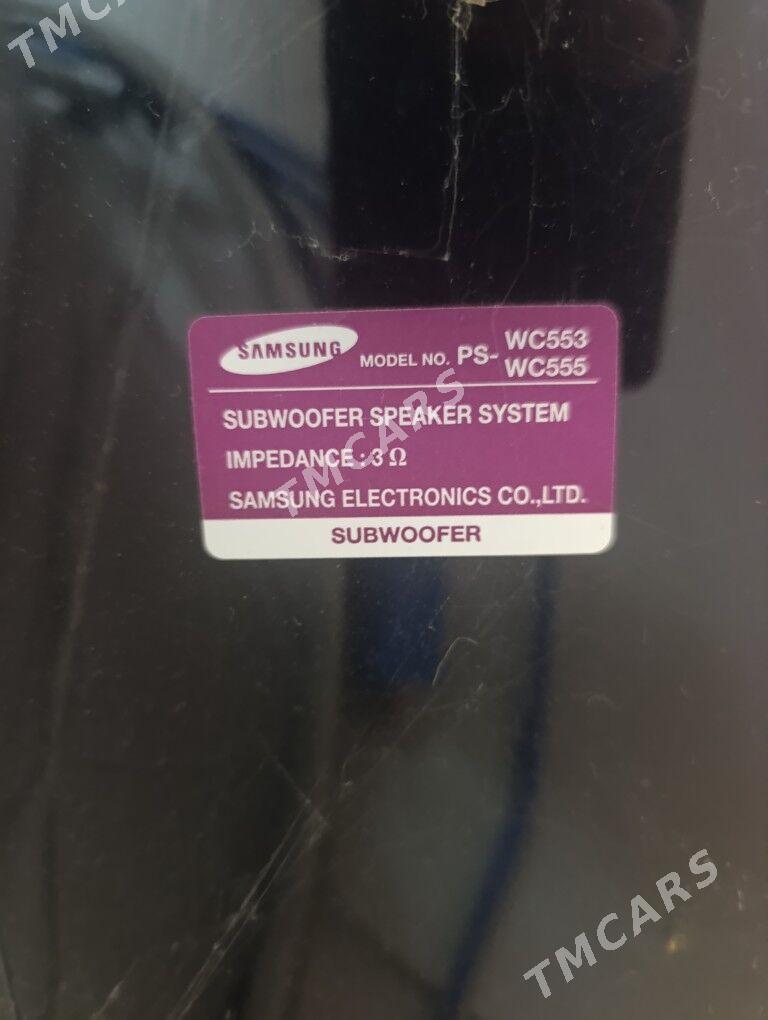 TMCARS
SAMSUNG MODEL NO. PS- WC553
WC555
SUBWOOFER SPEAKER SYSTEM
IMPEDANCE : 3 Ω
TMCARS
SAMSUNG ELECTRONICS CO.,LTD.
SUBWOOFER
TMCARS